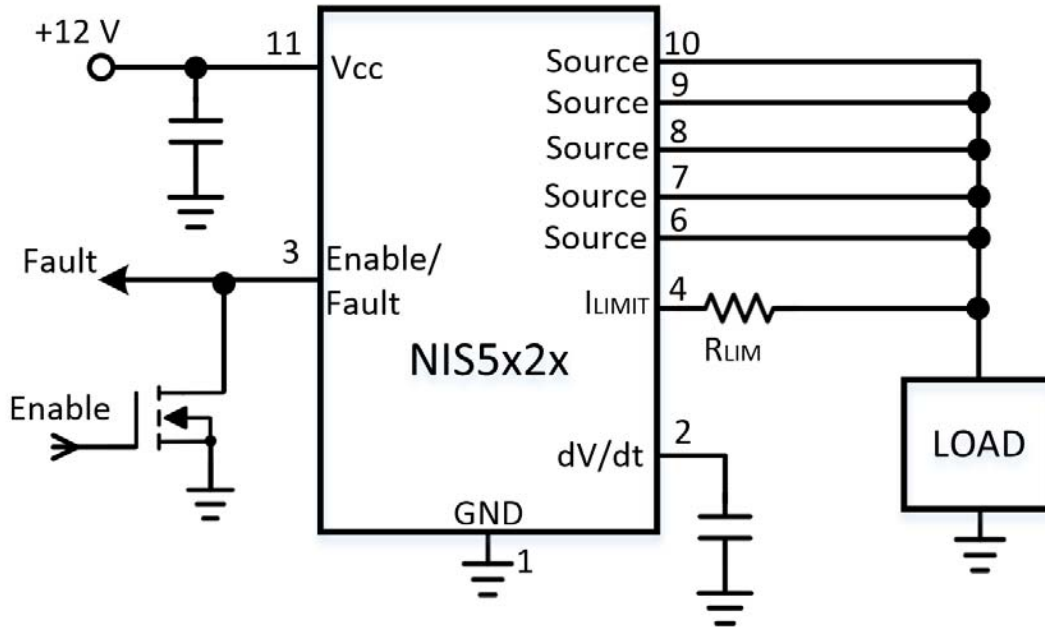 +12 V
11
Vcc
Source
10
Source
9
Source
8
Source
7
Source
6
Fault
3
Enable/
Fault
ILIMIT
4
RLIM
NIS5x2x
Enable
LOAD
dV/dt
2
GND
1